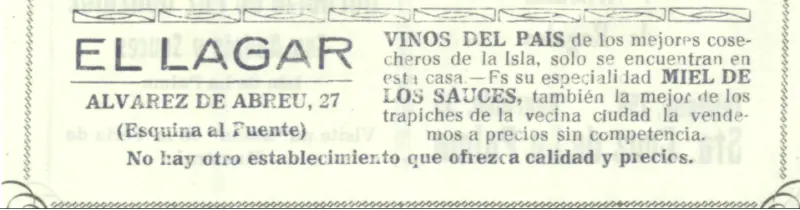 EL LAGAR
ALVAREZ DE ABREU, 27
(Esquina al Puente)
VINOS DEL PAIS de los mejores cose-
cheros de la Isla, solo se encuentran en
esta casa.—Es su especialidad MIEL DE
LOS SAUCES, también la mejor de los
trapiches de la vecina ciudad la vende-
mos a precios sin competencia.
No hay otro establecimiento que ofrezca calidad y precios.